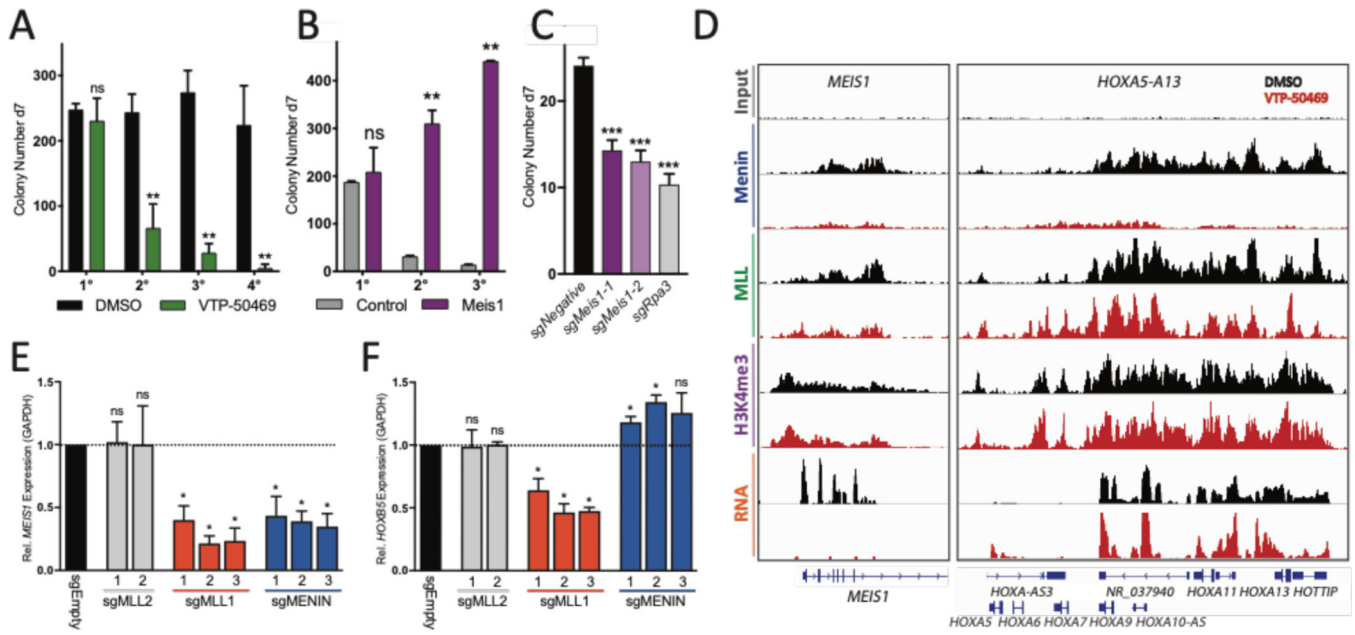 A
Colony Number d7
300
200
100
0
ns
**
**
**
1° 2° 3° 4°
DMSO VTP-50469
B
Colony Number d7
400
300
200
100
0
ns
**
**
1° 2° 3°
Control Meis1
C
Colony Number d7
20
10
0
***
***
***
sgNegative
sgMeis1-1
sgMeis1-2
sgRpa3
D
MEIS1 HOXA5-A13
DMSO
VTP-50469
Input
Menin
MLL
H3K4me3
RNA
MEIS1
HOXA-AS3 NR_037940 HOXA11 HOXA13 HOTTIP
HOXA5 HOXA6 HOXA7 HOXA9 HOXA10-AS
E
Rel. MEIS1 Expression (GAPDH)
1.5
1.0
0.5
0.0
ns ns
* * *
* * *
sgEmpty
1 2 1 2 3 1 2 3
sgMLL2 sgMLL1 sgMENIN
F
Rel. HOXB5 Expression (GAPDH)
1.5
1.0
0.5
0.0
ns ns
* * *
* * ns
sgEmpty
1 2 1 2 3 1 2 3
sgMLL2 sgMLL1 sgMENIN